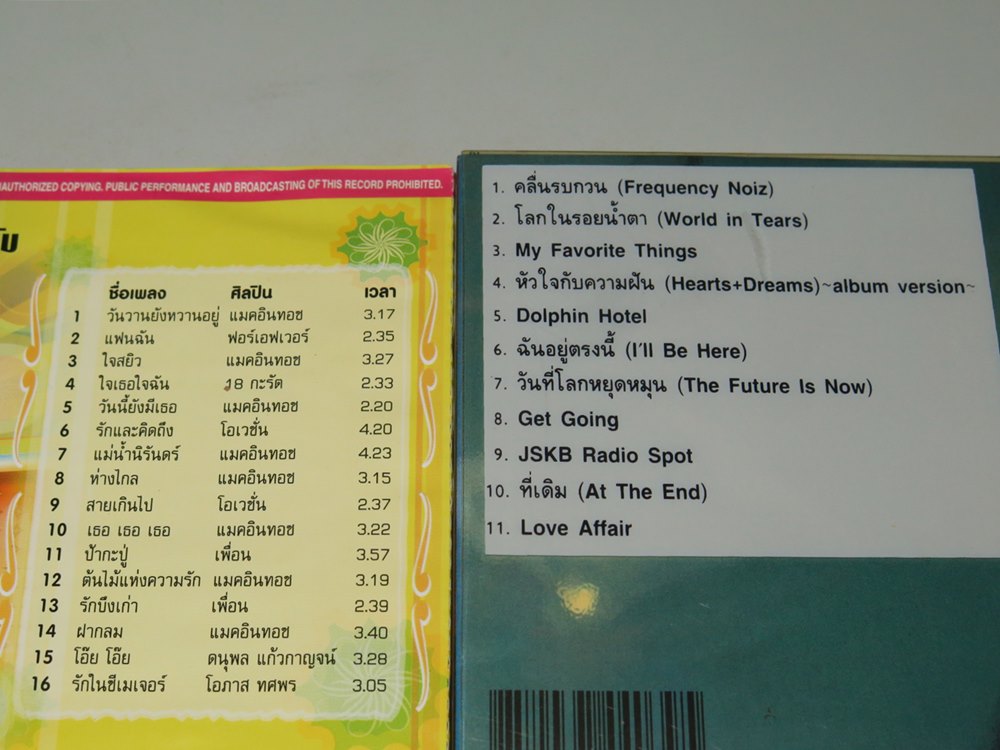 AUTHORIZED COPYING. PUBLIC PERFORMANCE AND BROADCASTING OF THIS RECORD PROHIBITED.
ชื่อเพลง ศิลปิน เวลา
1 วันวานยังหวานอยู่ แมคอินทอช 3.17
2 แฟนฉัน ฟอร์เอฟเวอร์ 2.35
3 ใจสยิว แมคอินทอช 3.27
4 ใจเธอใจฉัน 18 กะรัต 2.33
5 วันนี้ยังมีเธอ แมคอินทอช 2.20
6 รักและคิดถึง โอเวชั่น 4.20
7 แม่น้ำนิรันดร์ แมคอินทอช 4.23
8 ห่างไกล แมคอินทอช 3.15
9 สายเกินไป โอเวชั่น 2.37
10 เธอ เธอ เธอ แมคอินทอช 3.22
11 ป้ากะปู่ เพื่อน 3.57
12 ต้นไม้แห่งความรัก แมคอินทอช 3.19
13 รักบึงเก่า เพื่อน 2.39
14 ฝากลม แมคอินทอช 3.40
15 โอ๊ย โอ๊ย ดนุพล แก้วกาญจน์ 3.28
16 รักในซีเมเจอร์ โอภาส ทศพร 3.05
1. คลื่นรบกวน (Frequency Noiz)
2. โลกในรอยน้ำตา (World in Tears)
3. My Favorite Things
4. หัวใจกับความฝัน (Hearts+Dreams)~album version~
5. Dolphin Hotel
6. ฉันอยู่ตรงนี้ (I'll Be Here)
7. วันที่โลกหยุดหมุน (The Future Is Now)
8. Get Going
9. JSKB Radio Spot
10. ที่เดิม (At The End)
11. Love Affair